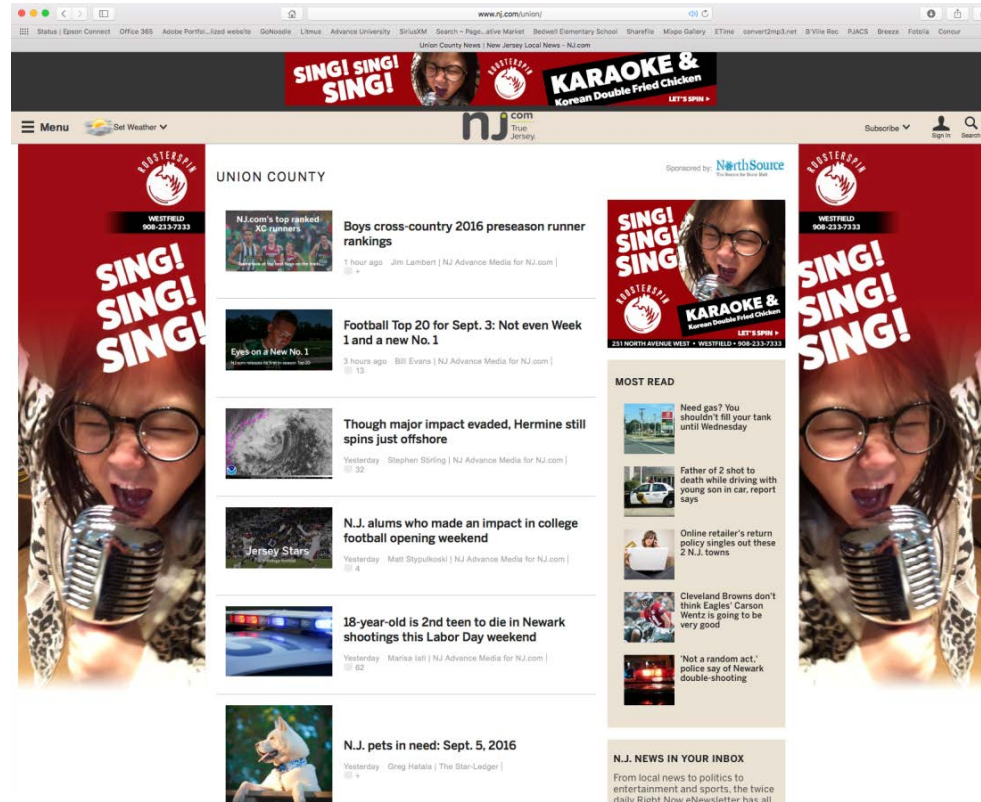 www.nj.com/union/
Status | Epson Connect Office 365 Adobe Portfol...lized website GoNoodle Litmus Advance University SiriusXM Search ~ Page...ative Market Bedwell Elementary School Sharefile Mixpo Gallery ETime convert2mp3.net B'Ville Rec PJACS Breeze Fotolia Concur
Union County News | New Jersey Local News - NJ.com
SING! SING!
SING!
KARAOKE &
Korean Double Fried Chicken
LET'S SPIN
Menu
Set Weather
nj
com
True
Jersey.
Subscribe
Sign In
Search
ROOSTERSPIN
WESTFIELD
908-233-7333
SING!
SING!
SING!
UNION COUNTY
Sponsored by: NorthSource
NJ.com's top ranked
XC runners
Boys cross-country 2016 preseason runner
rankings
1 hour ago Jim Lambert | NJ Advance Media for NJ.com |
+
Eyes on a New No. 1
Football Top 20 for Sept. 3: Not even Week
1 and a new No. 1
3 hours ago Bill Evans | NJ Advance Media for NJ.com |
13
Though major impact evaded, Hermine still
spins just offshore
Yesterday Stephen Stirling | NJ Advance Media for NJ.com |
32
Jersey Stars
N.J. alums who made an impact in college
football opening weekend
Yesterday Matt Stypulkoski | NJ Advance Media for NJ.com |
4
18-year-old is 2nd teen to die in Newark
shootings this Labor Day weekend
Yesterday Marisa Iati | NJ Advance Media for NJ.com |
62
N.J. pets in need: Sept. 5, 2016
Yesterday Greg Hatala | The Star-Ledger |
+
SING!
SING!
SING!
ROOSTERSPIN
KARAOKE &
Korean Double Fried Chicken
LET'S SPIN
251 NORTH AVENUE WEST • WESTFIELD • 908-233-7333
MOST READ
Need gas? You
shouldn't fill your tank
until Wednesday
Father of 2 shot to
death while driving with
young son in car, report
says
Online retailer's return
policy singles out these
2 N.J. towns
Cleveland Browns don't
think Eagles' Carson
Wentz is going to be
very good
'Not a random act,'
police say of Newark
double-shooting
N.J. NEWS IN YOUR INBOX
From local news to politics to
entertainment and sports, the twice
daily Right Now eNewsletter has all
ROOSTERSPIN
WESTFIELD
908-233-7333
SING!
SING!
SING!